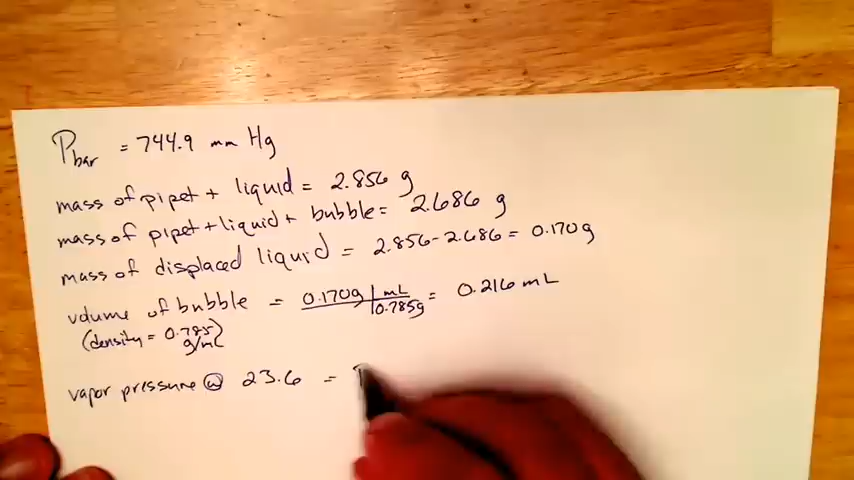 Pbar = 744.9 mm Hg
mass of pipet + liquid = 2.856 g
mass of pipet + liquid + bubble = 2.686 g
mass of displaced liquid = 2.856 - 2.686 = 0.170g
volume of bubble = 0.170g | mL = 0.216 mL
| 0.785g
(density = 0.785
g/mL)
vapor pressure @ 23.6 =